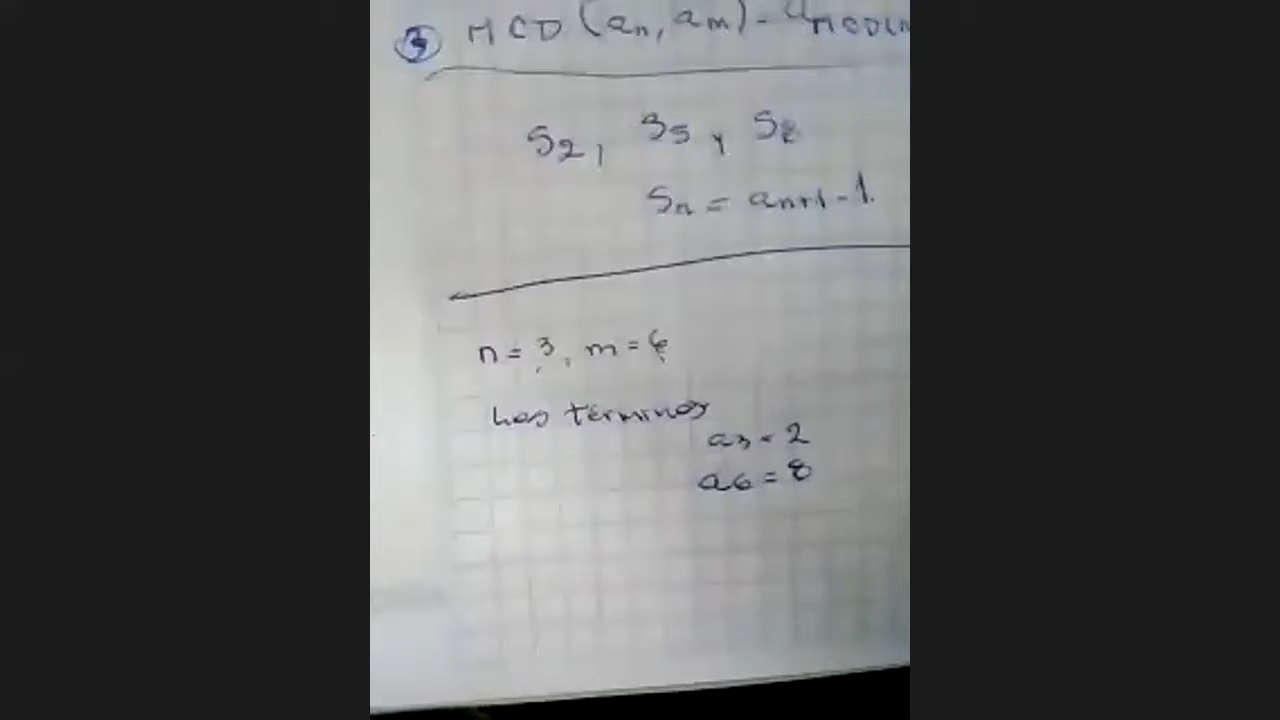 ③ MCD (an, am) = aMCD(n
S2, S5 y S8
Sn = an+1 - 1.
n = 3, m = 6
Los términos
a3 = 2
a6 = 8